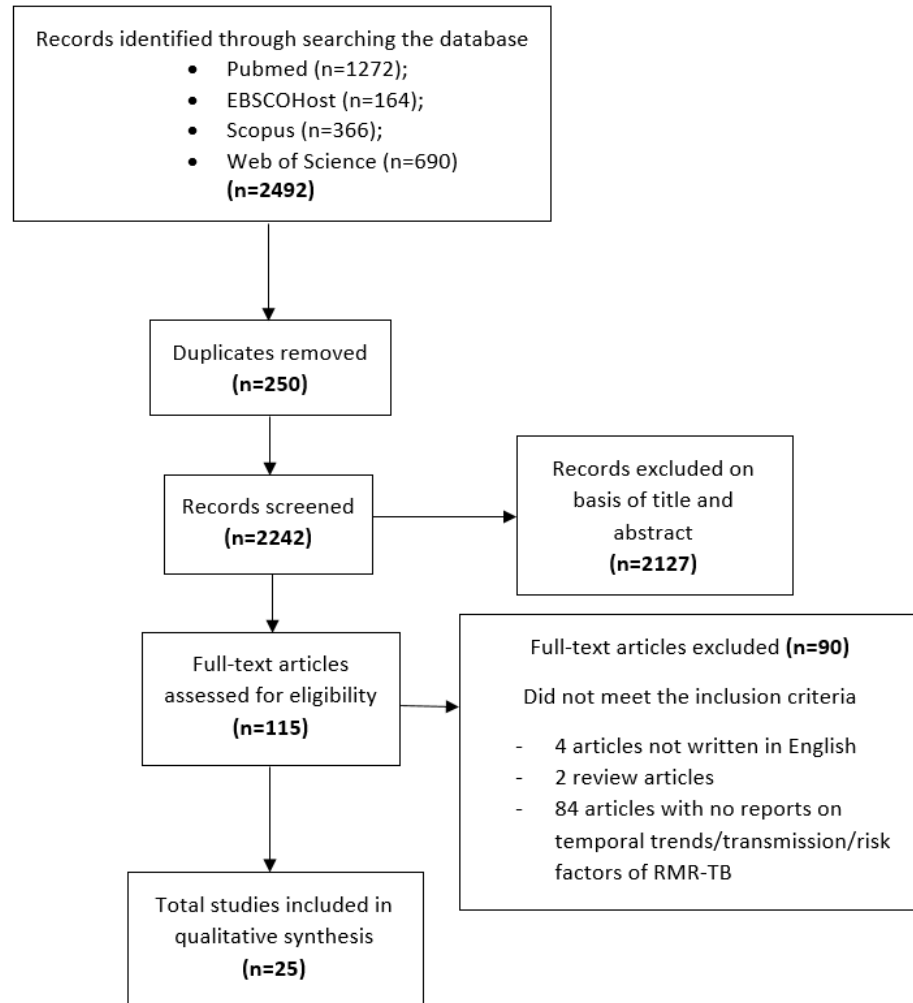 Records identified through searching the database
• Pubmed (n=1272);
• EBSCOHost (n=164);
• Scopus (n=366);
• Web of Science (n=690)
(n=2492)
Duplicates removed
(n=250)
Records screened
(n=2242)
Records excluded on
basis of title and
abstract
(n=2127)
Full-text articles
assessed for eligibility
(n=115)
Full-text articles excluded (n=90)
Did not meet the inclusion criteria
- 4 articles not written in English
- 2 review articles
- 84 articles with no reports on
temporal trends/transmission/risk
factors of RMR-TB
Total studies included in
qualitative synthesis
(n=25)